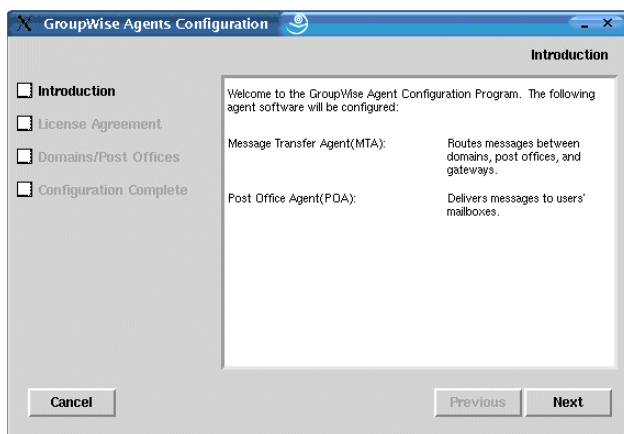 GroupWise Agents Configuration
Introduction
Introduction
License Agreement
Domains/Post Offices
Configuration Complete
Welcome to the GroupWise Agent Configuration Program. The following
agent software will be configured:
Message Transfer Agent(MTA): Routes messages between
domains, post offices, and
gateways.
Post Office Agent(POA): Delivers messages to users'
mailboxes.
Cancel
Previous
Next